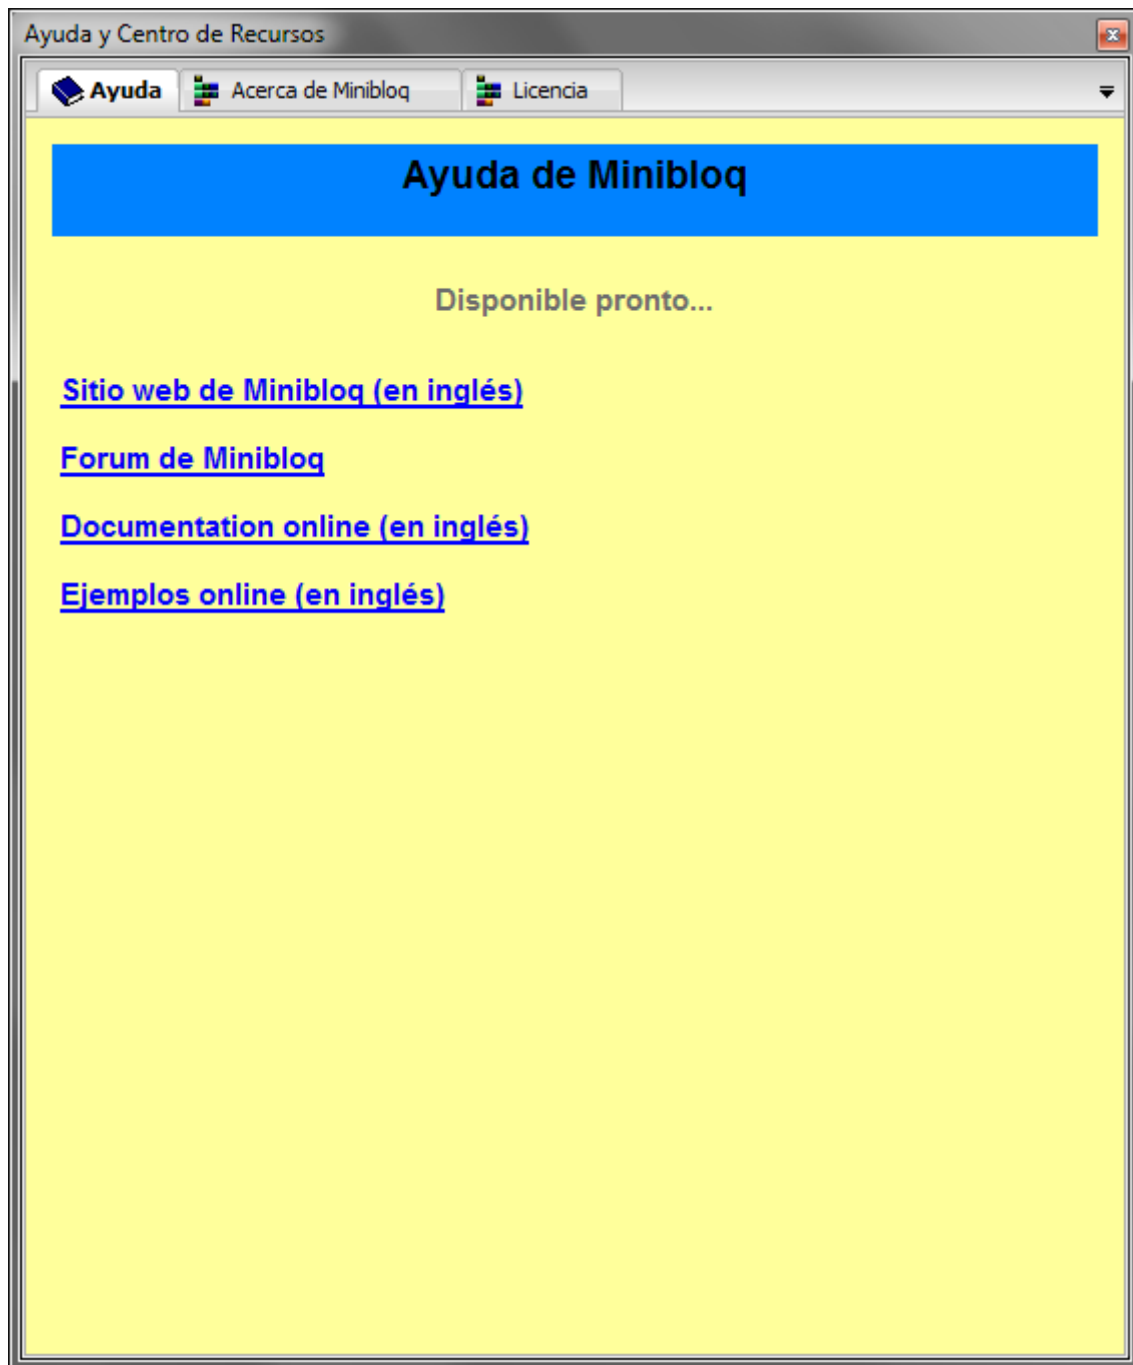 Ayuda y Centro de Recursos
Ayuda Acerca de Minibloq Licencia
Ayuda de Minibloq
Disponible pronto...
Sitio web de Minibloq (en inglés)
Forum de Minibloq
Documentation online (en inglés)
Ejemplos online (en inglés)